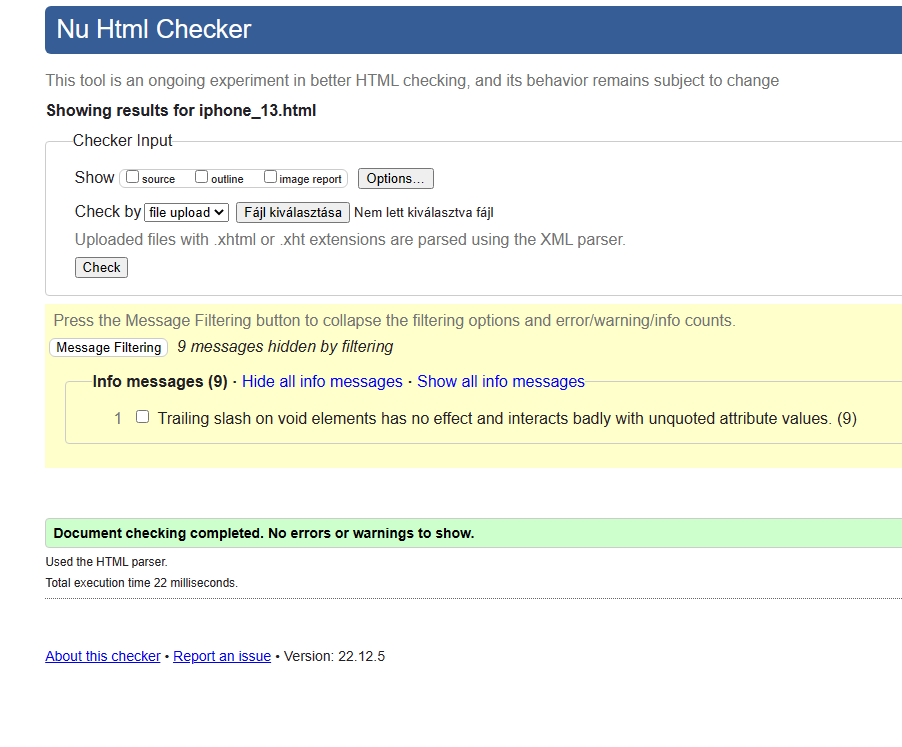 Nu Html Checker
This tool is an ongoing experiment in better HTML checking, and its behavior remains subject to change
Showing results for iphone_13.html
Checker Input
Show source outline image report Options...
Check by file upload Fájl kiválasztása Nem lett kiválasztva fájl
Uploaded files with .xhtml or .xht extensions are parsed using the XML parser.
Check
Press the Message Filtering button to collapse the filtering options and error/warning/info counts.
Message Filtering 9 messages hidden by filtering
Info messages (9) · Hide all info messages · Show all info messages
1 Trailing slash on void elements has no effect and interacts badly with unquoted attribute values. (9)
Document checking completed. No errors or warnings to show.
Used the HTML parser.
Total execution time 22 milliseconds.
About this checker • Report an issue • Version: 22.12.5